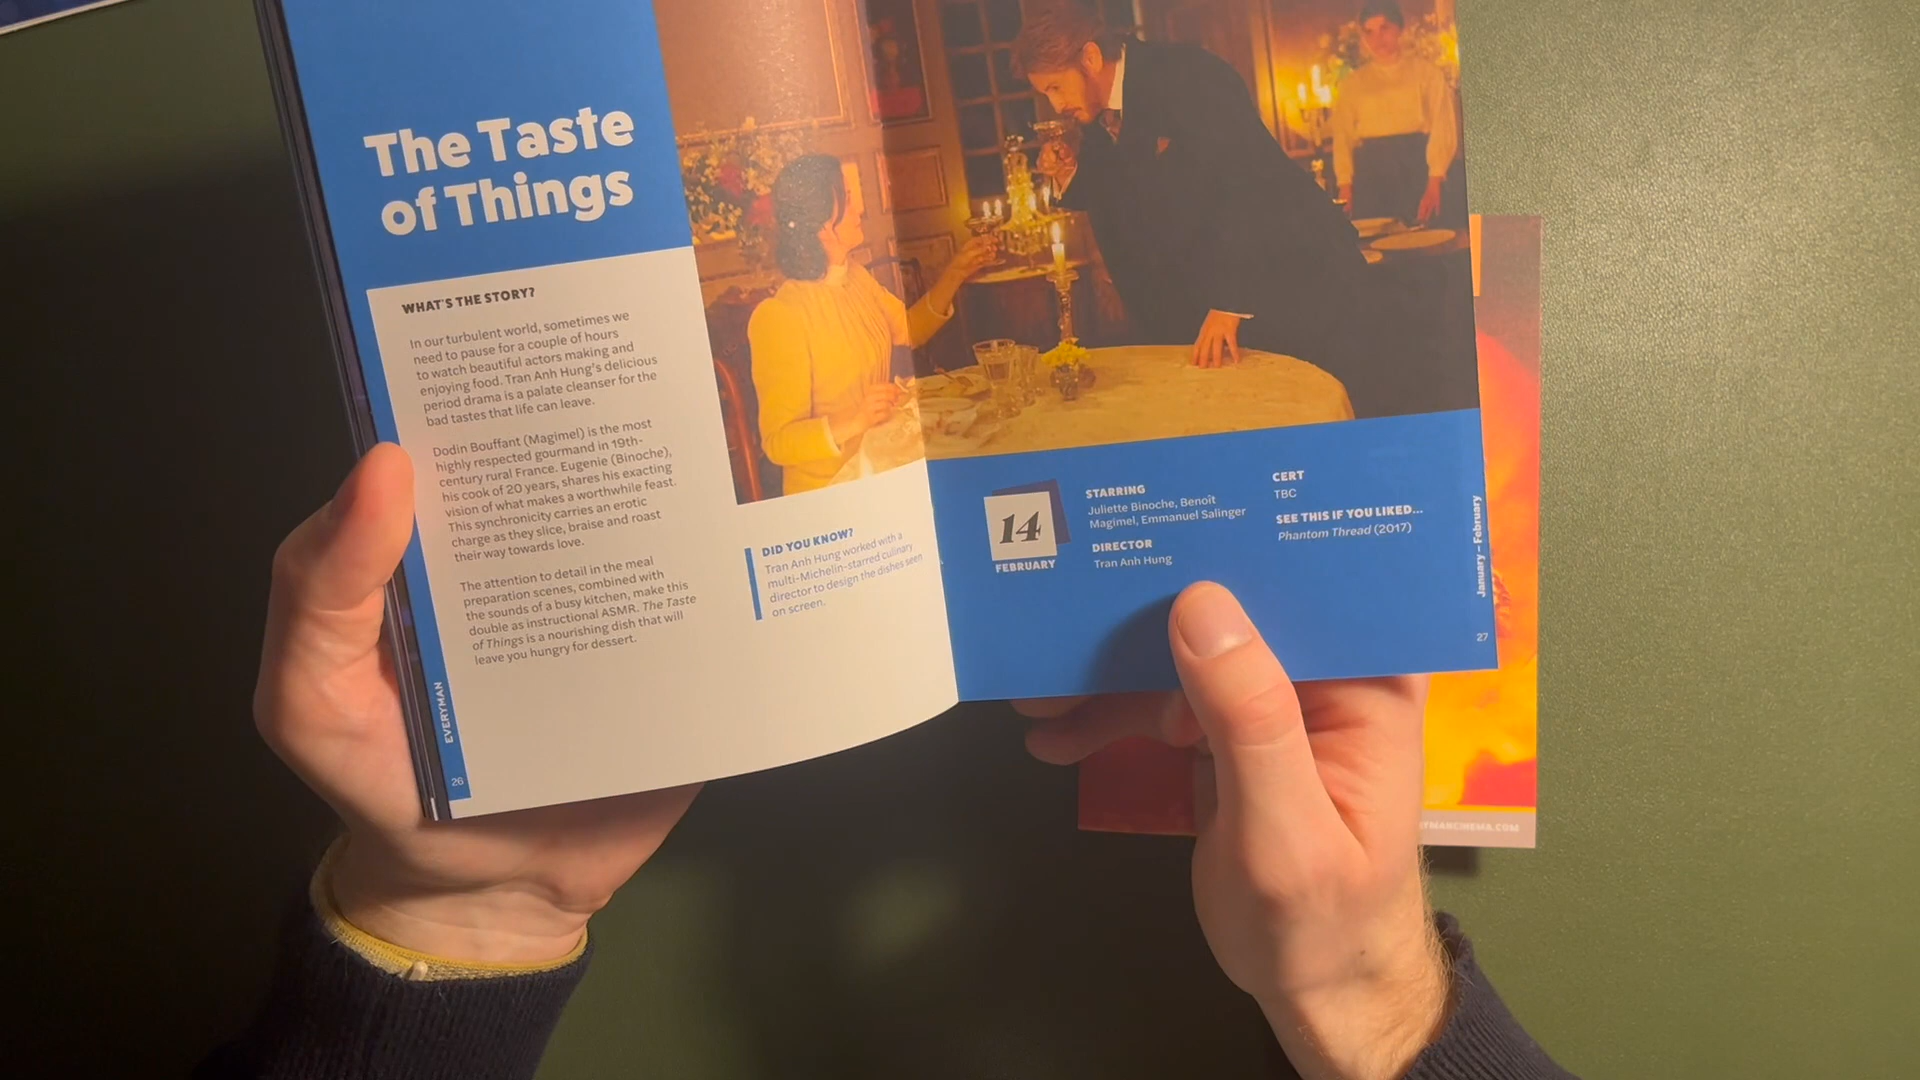 The Taste
of Things
WHAT'S THE STORY?
In our turbulent world, sometimes we
need to pause for a couple of hours
to watch beautiful actors making and
enjoying food. Tran Anh Hung's delicious
period drama is a palate cleanser for the
bad tastes that life can leave.
Dodin Bouffant (Magimel) is the most
highly respected gourmand in 19th-
century rural France. Eugenie (Binoche),
his cook of 20 years, shares his exacting
vision of what makes a worthwhile feast.
This synchronicity carries an erotic
charge as they slice, braise and roast
their way towards love.
The attention to detail in the meal
preparation scenes, combined with
the sounds of a busy kitchen, make this
double as instructional ASMR. The Taste
of Things is a nourishing dish that will
leave you hungry for dessert.
EVERYMAN
26
DID YOU KNOW?
Tran Anh Hung worked with a
multi-Michelin-starred culinary
director to design the dishes seen
on screen.
14
FEBRUARY
STARRING
Juliette Binoche, Benoît
Magimel, Emmanuel Salinger
DIRECTOR
Tran Anh Hung
CERT
TBC
SEE THIS IF YOU LIKED...
Phantom Thread (2017)
January – February
27